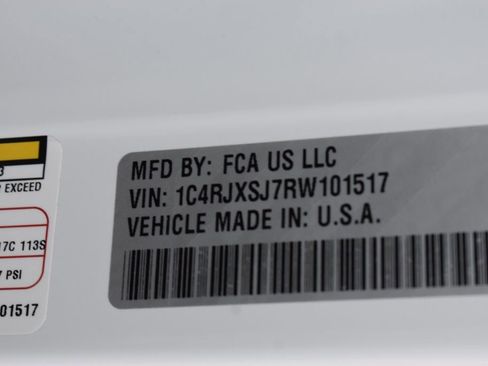 MFD BY: FCA US LLC
VIN: 1C4RJXSJ7RW101517
VEHICLE MADE IN: U.S.A.
EXCEED
17C 113S
PSI
01517